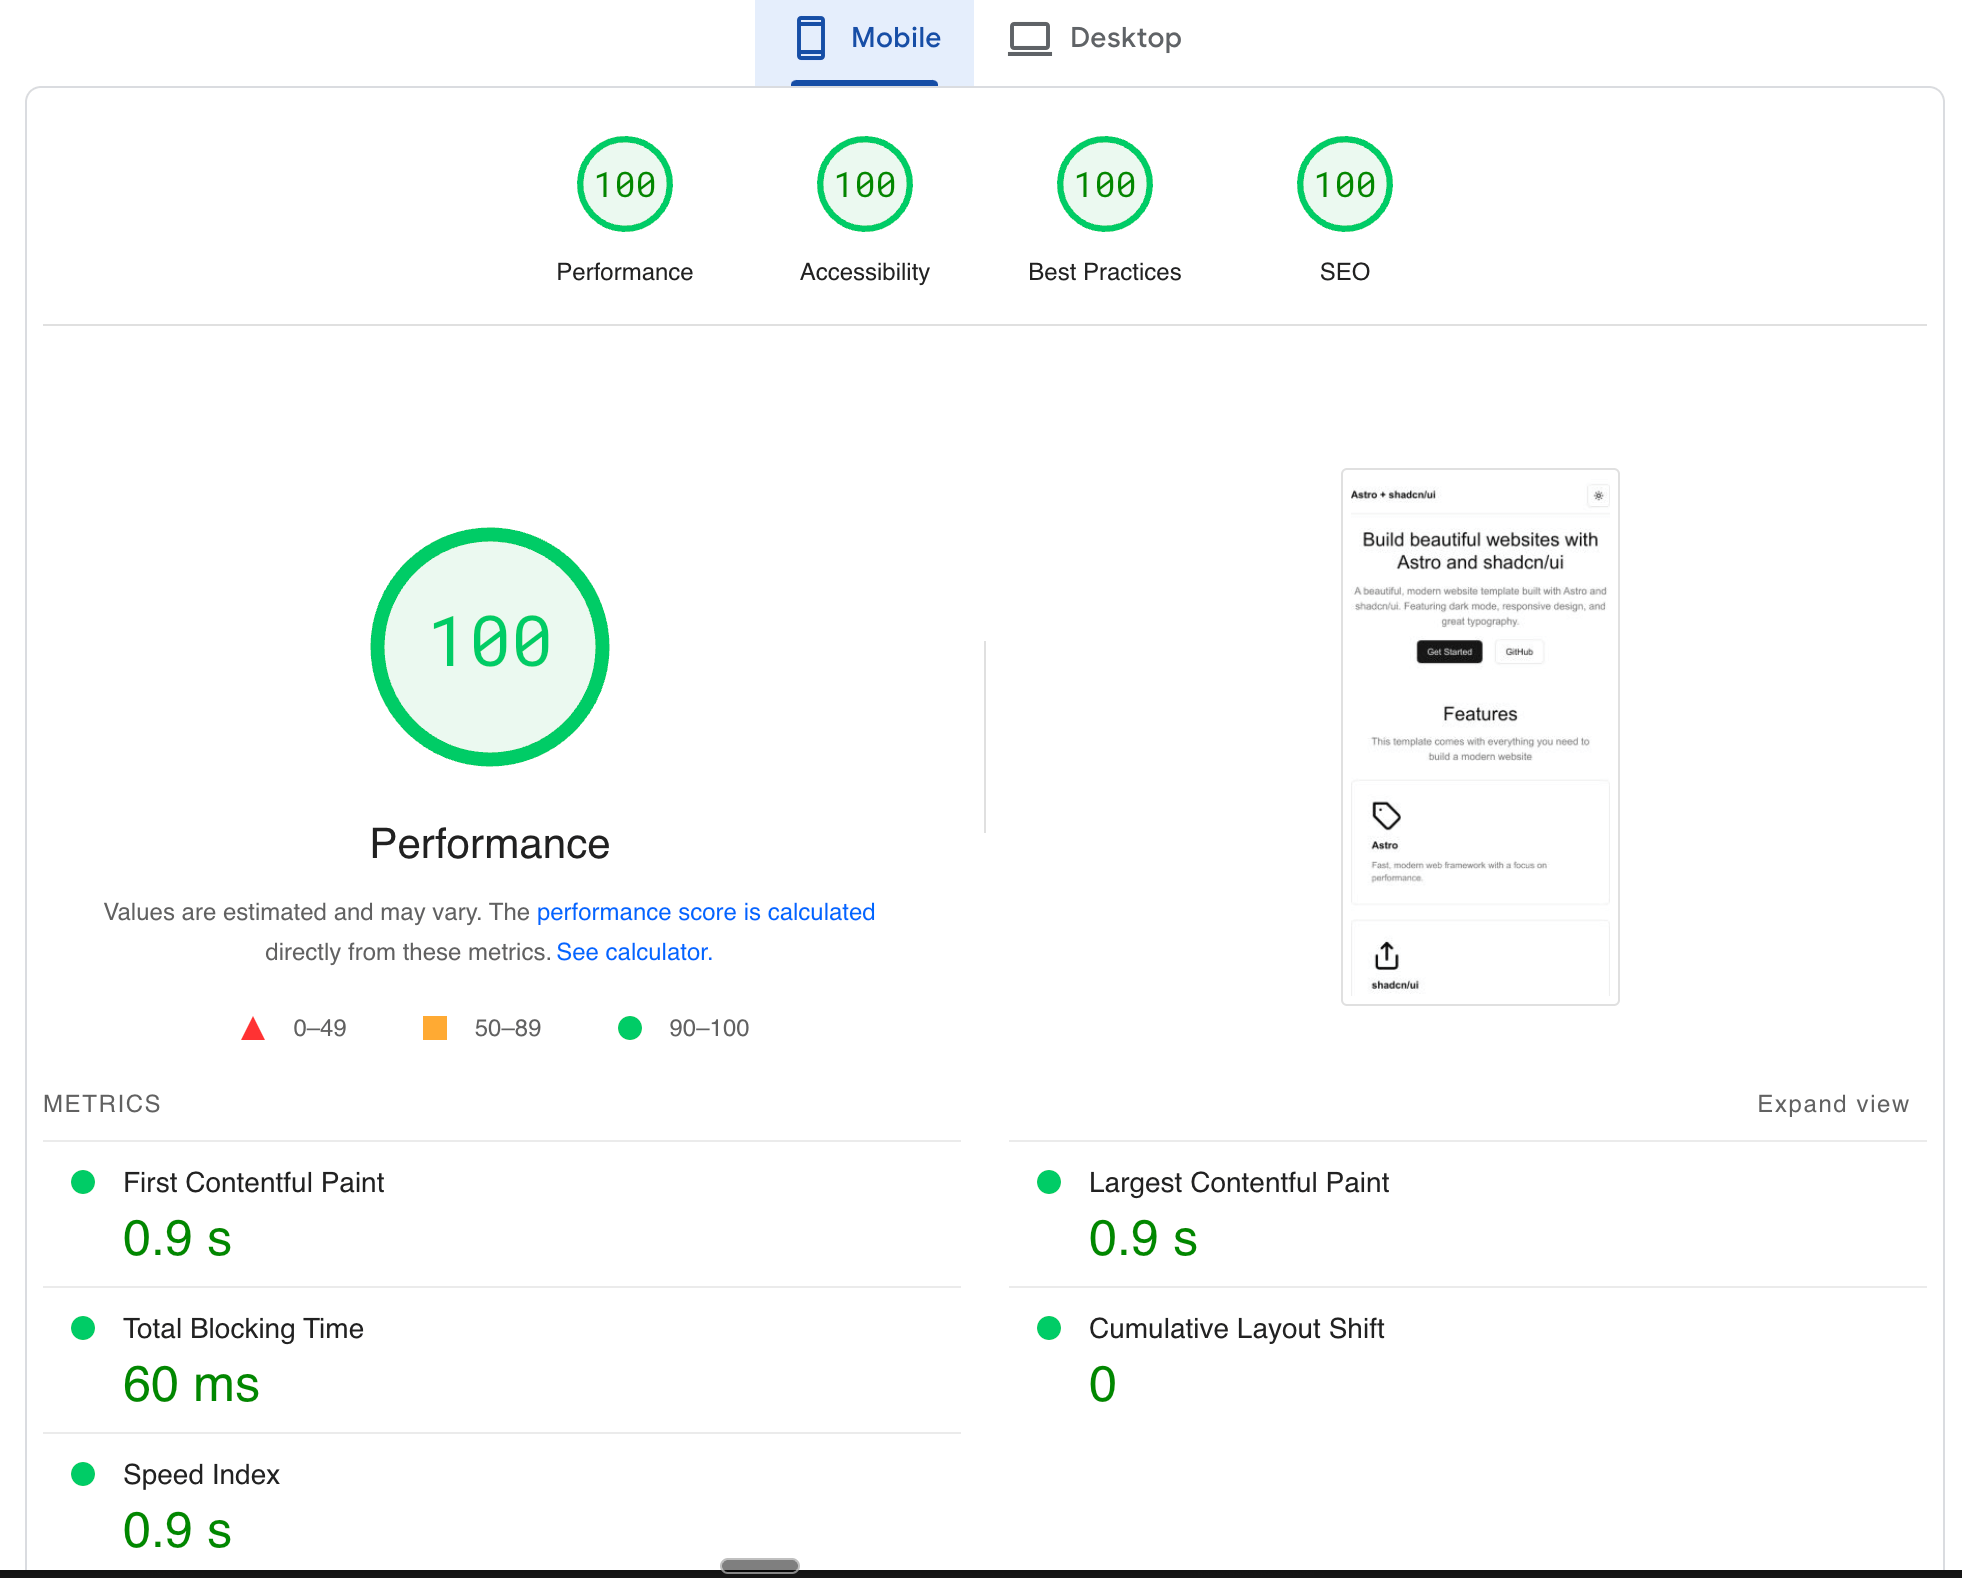 Mobile
Desktop
100
100
100
100
Performance
Accessibility
Best Practices
SEO
100
Performance
Values are estimated and may vary. The performance score is calculated
directly from these metrics. See calculator.
0–49
50–89
90–100
Astro + shadcn/ui
Build beautiful websites with
Astro and shadcn/ui
A beautiful, modern website template built with Astro and
shadcn/ui. Featuring dark mode, responsive design, and
great typography.
Get Started
GitHub
Features
This template comes with everything you need to
build a modern website
Astro
Fast, modern web framework with a focus on
performance.
shadcn/ui
METRICS
Expand view
First Contentful Paint
0.9 s
Largest Contentful Paint
0.9 s
Total Blocking Time
60 ms
Cumulative Layout Shift
0
Speed Index
0.9 s